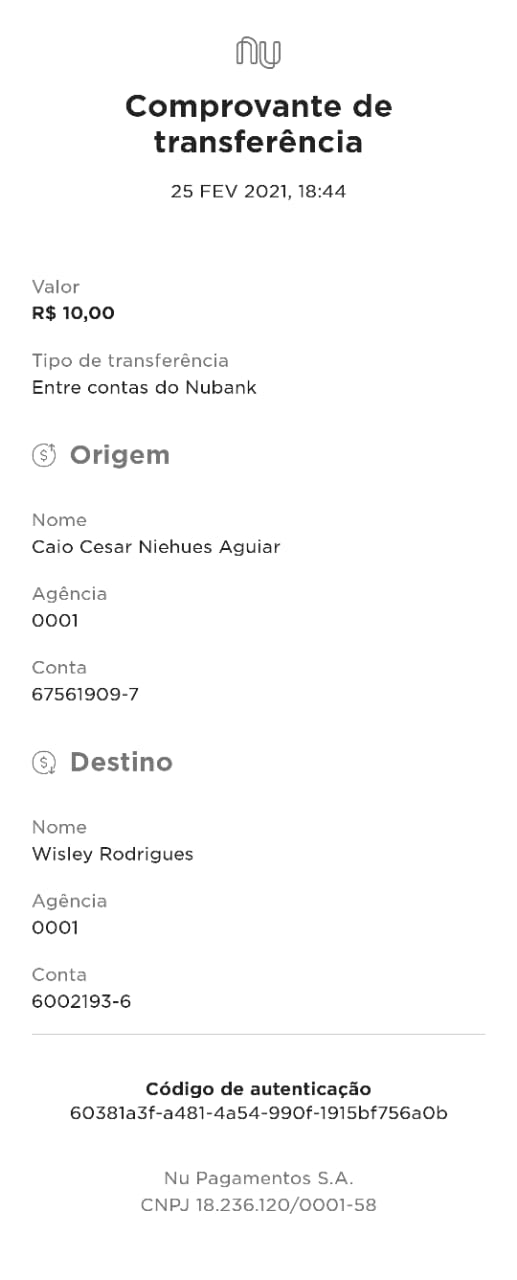 nu
Comprovante de
transferência
25 FEV 2021, 18:44
Valor
R$ 10,00
Tipo de transferência
Entre contas do Nubank
Origem
Nome
Caio Cesar Niehues Aguiar
Agência
0001
Conta
67561909-7
Destino
Nome
Wisley Rodrigues
Agência
0001
Conta
6002193-6
Código de autenticação
60381a3f-a481-4a54-990f-1915bf756a0b
Nu Pagamentos S.A.
CNPJ 18.236.120/0001-58